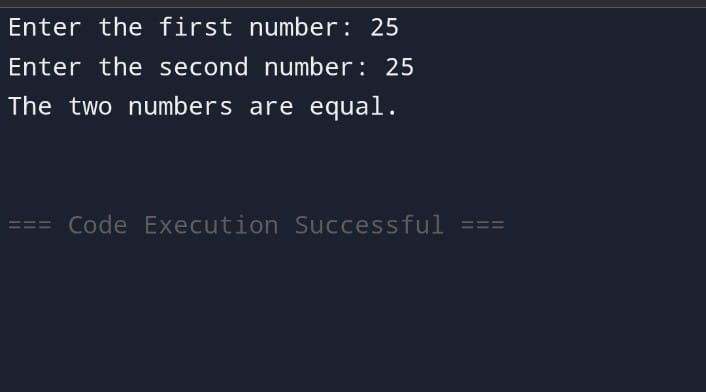 Enter the first number: 25
Enter the second number: 25
The two numbers are equal.
=== Code Execution Successful ===